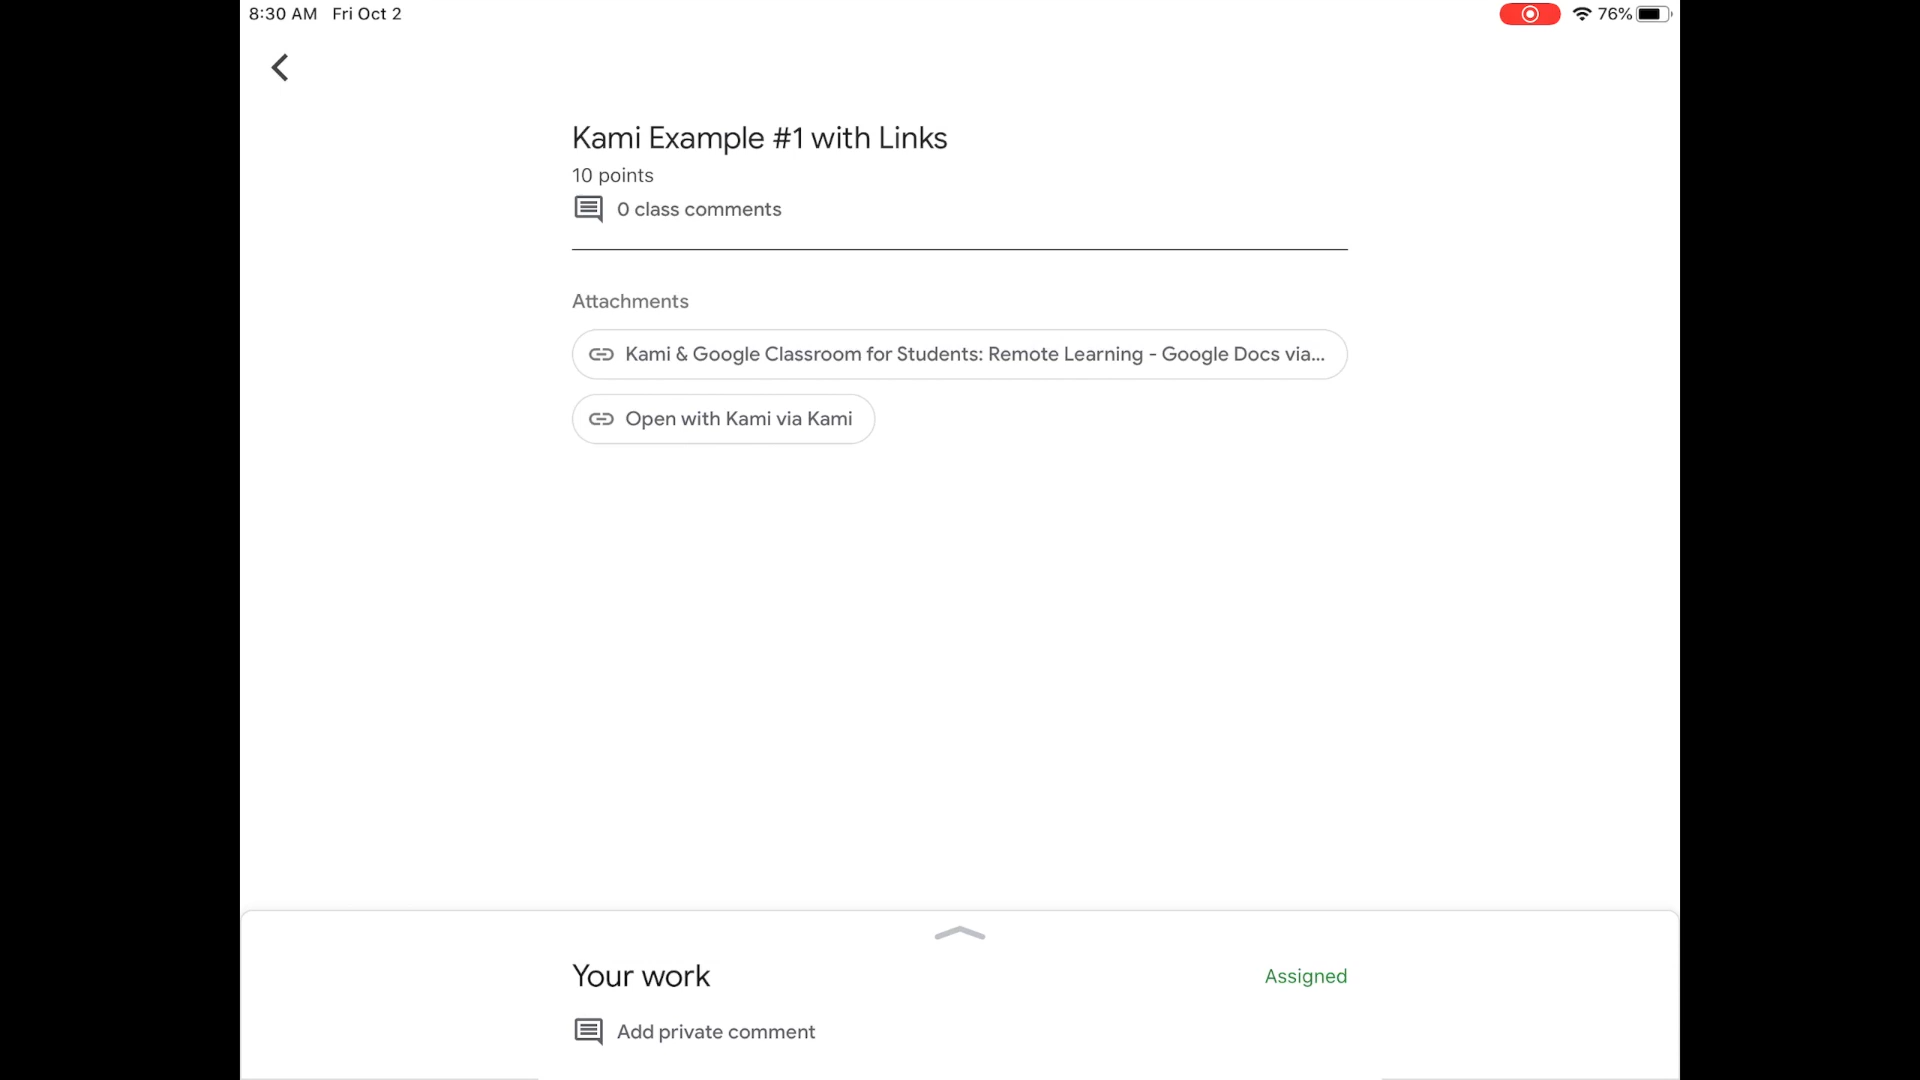 8:30 AM Fri Oct 2
76%
Kami Example #1 with Links
10 points
0 class comments
Attachments
Kami & Google Classroom for Students: Remote Learning - Google Docs via...
Open with Kami via Kami
Your work
Assigned
Add private comment